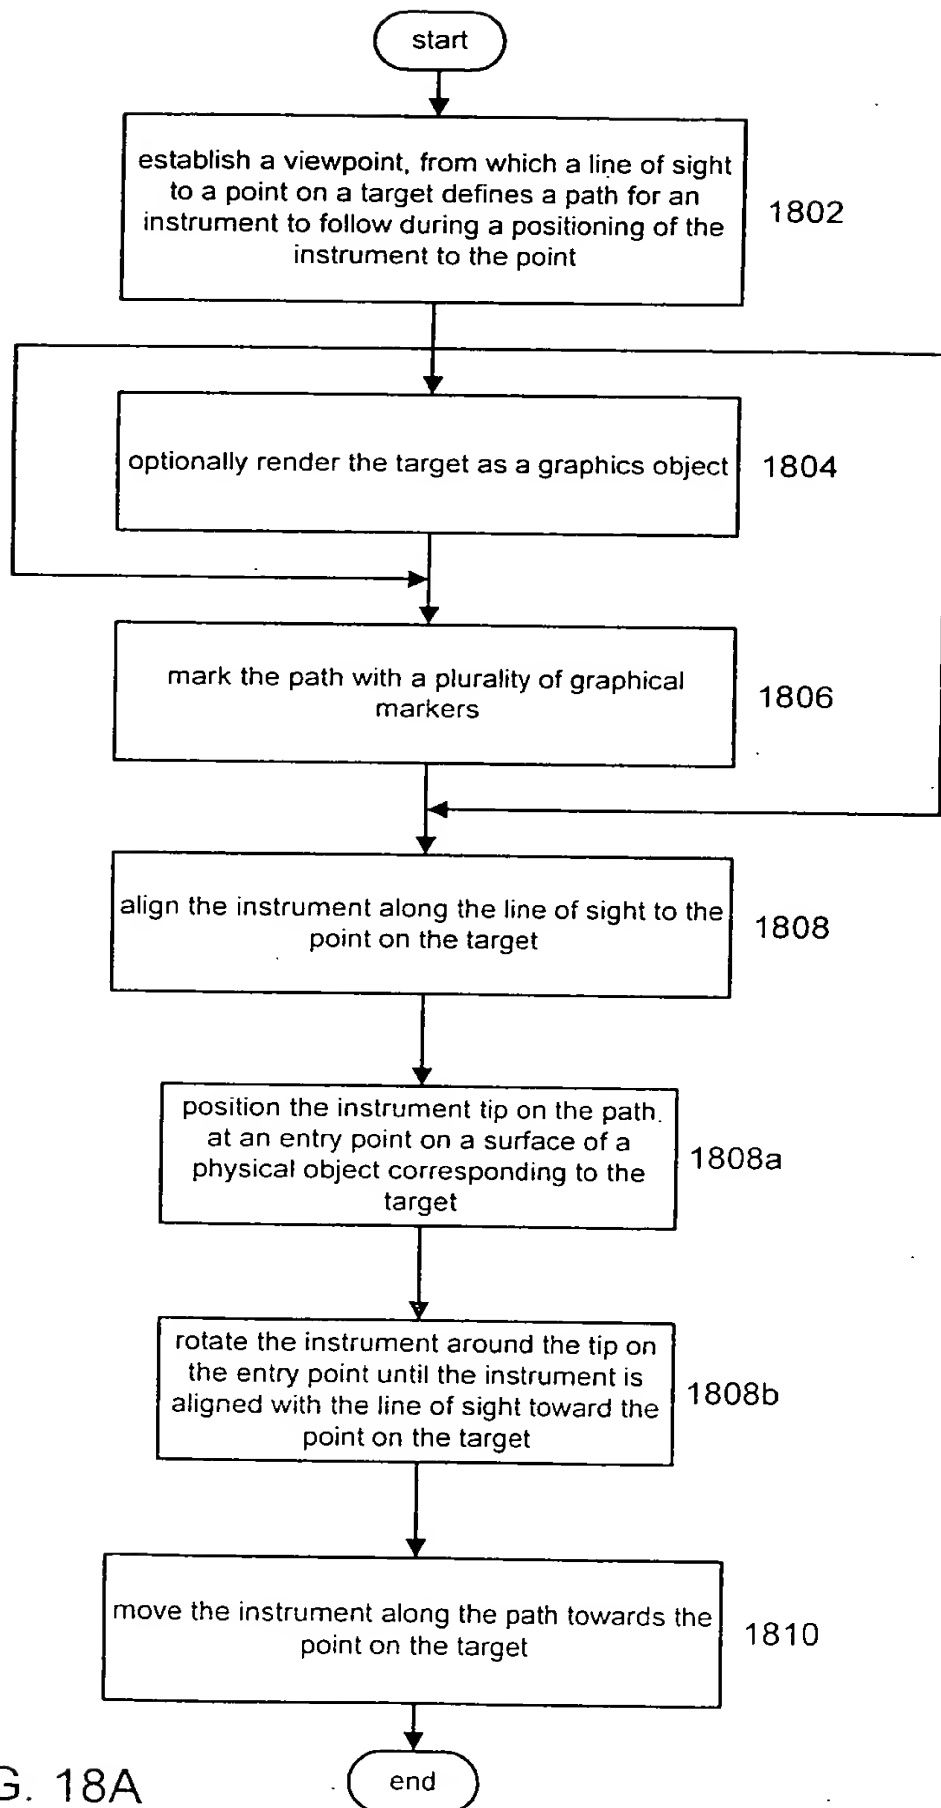 start
establish a viewpoint, from which a line of sight
to a point on a target defines a path for an
instrument to follow during a positioning of the
instrument to the point
1802
optionally render the target as a graphics object
1804
mark the path with a plurality of graphical
markers
1806
align the instrument along the line of sight to the
point on the target
1808
position the instrument tip on the path.
at an entry point on a surface of a
physical object corresponding to the
target
1808a
rotate the instrument around the tip on
the entry point until the instrument is
aligned with the line of sight toward the
point on the target
1808b
move the instrument along the path towards the
point on the target
1810
end
G. 18A